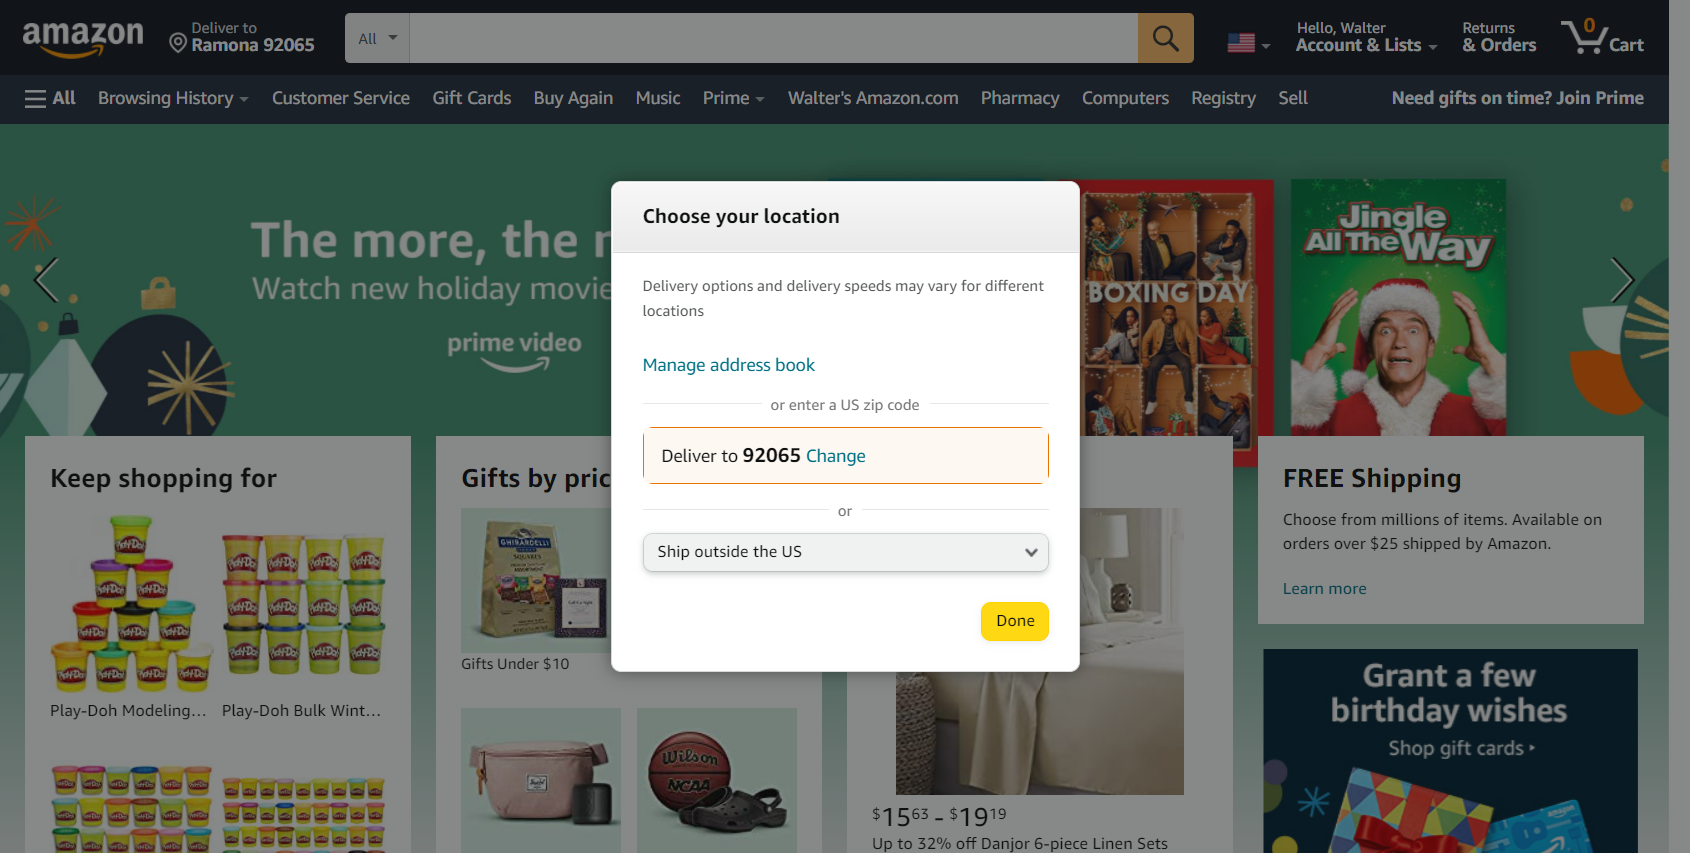 amazon
Deliver to
Ramona 92065
All
Hello, Walter
Account & Lists
Returns
& Orders
0
Cart
All
Browsing History
Customer Service
Gift Cards
Buy Again
Music
Prime
Walter's Amazon.com
Pharmacy
Computers
Registry
Sell
Need gifts on time? Join Prime
The more, the
Watch new holiday movie
prime video
BOXING DAY
Jingle
All The Way
Choose your location
Delivery options and delivery speeds may vary for different
locations
Manage address book
or enter a US zip code
Deliver to 92065 Change
or
Ship outside the US
Done
Keep shopping for
Play-Doh
Play-Doh Modeling...
Play-Doh Bulk Wint...
Gifts by pric
GHIRARDELLI
SQUARES
Gifts Under $10
Wilson
NCAA
$15.63 - $19.19
Up to 32% off Danjor 6-piece Linen Sets
FREE Shipping
Choose from millions of items. Available on
orders over $25 shipped by Amazon.
Learn more
Grant a few
birthday wishes
Shop gift cards ▸